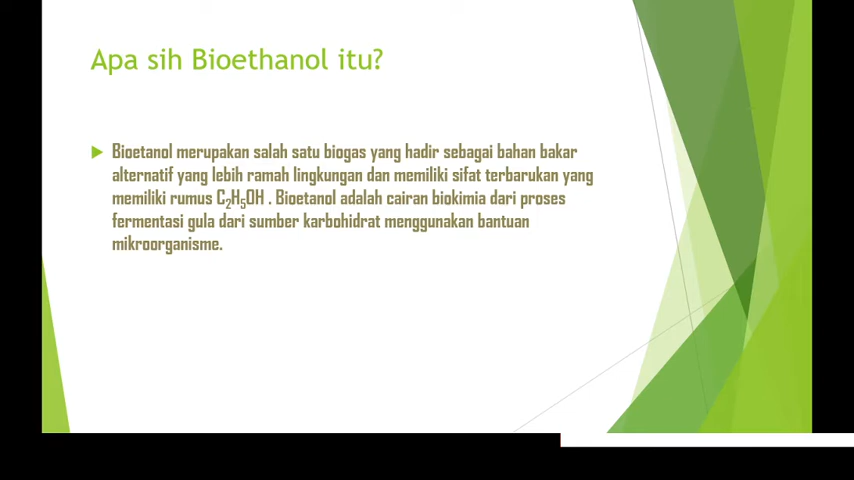 Apa sih Bioethanol itu?
Bioetanol merupakan salah satu biogas yang hadir sebagai bahan bakar
alternatif yang lebih ramah lingkungan dan memiliki sifat terbarukan yang
memiliki rumus C₂H₅OH . Bioetanol adalah cairan biokimia dari proses
fermentasi gula dari sumber karbohidrat menggunakan bantuan
mikroorganisme.